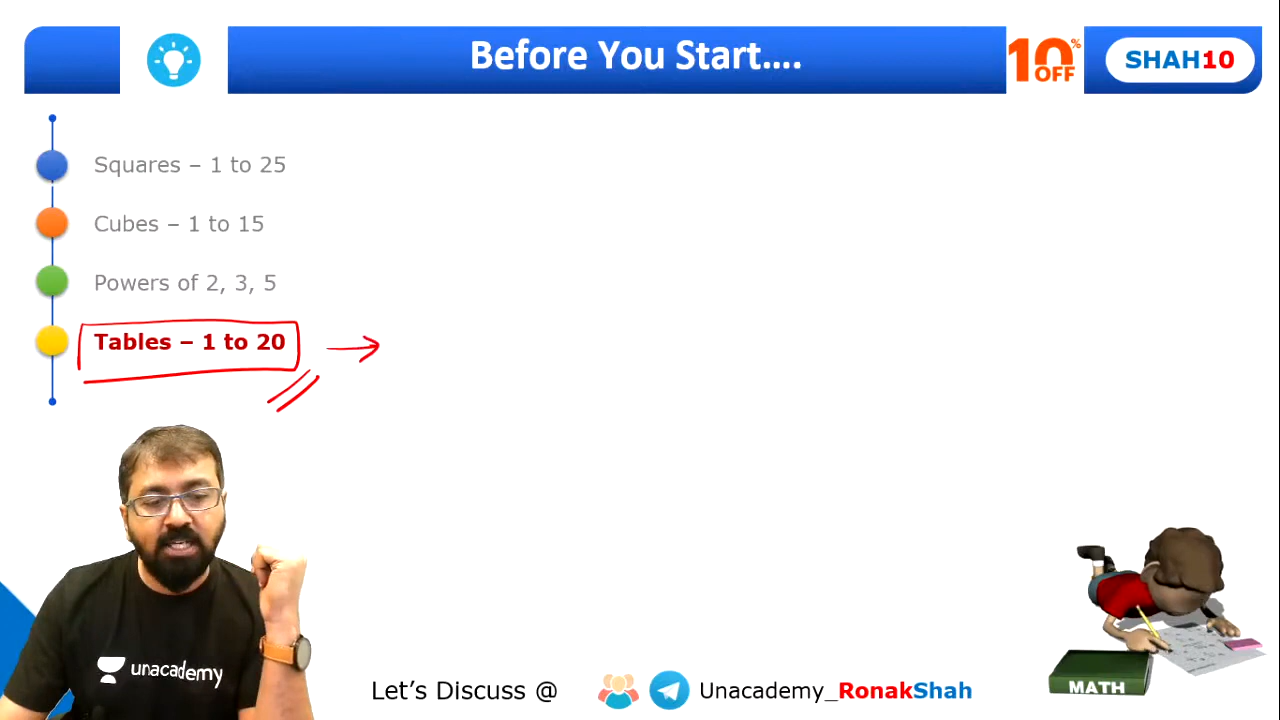 Before You Start....
10% OFF
SHAH10
Squares – 1 to 25
Cubes – 1 to 15
Powers of 2, 3, 5
Tables – 1 to 20
unacademy
MATH
Let's Discuss @ Unacademy_RonakShah